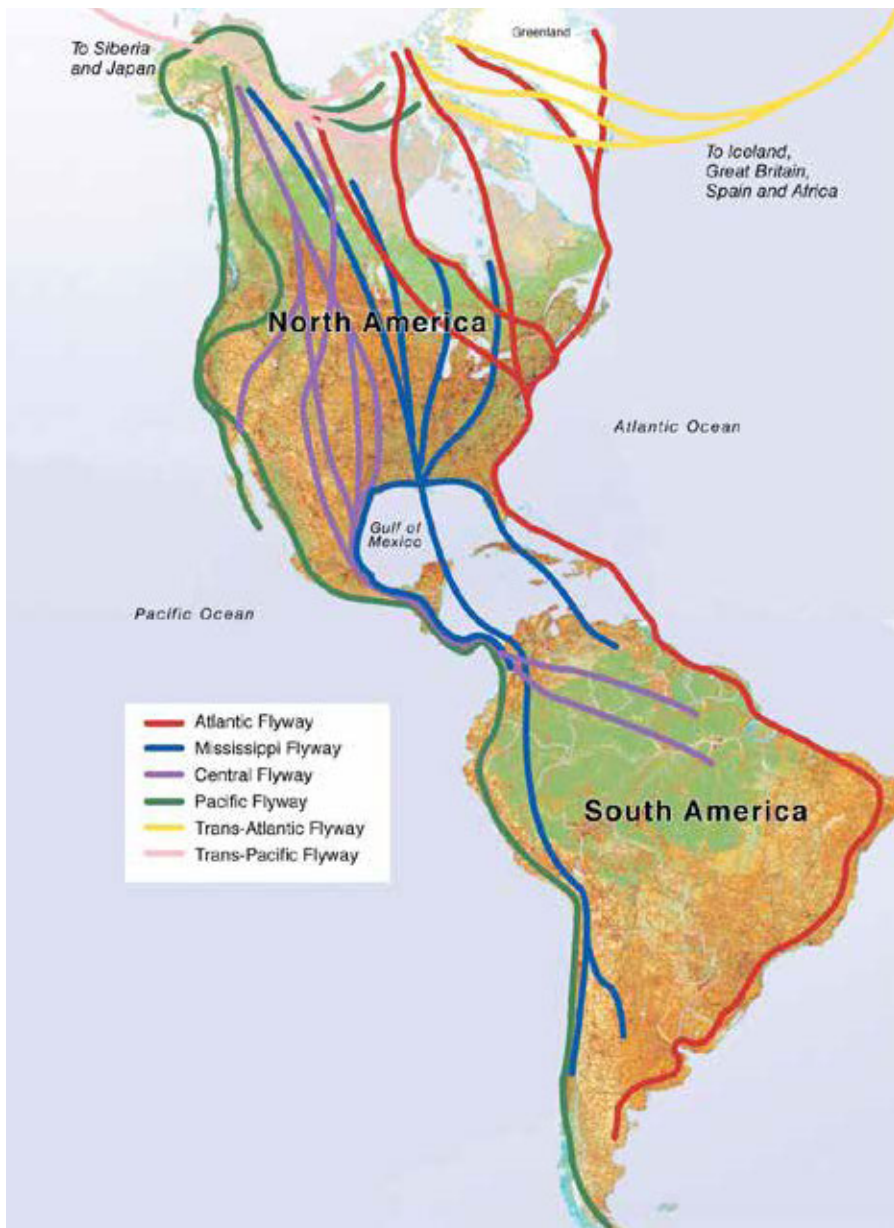 Greenland
To Siberia
and Japan
To Iceland,
Great Britain,
Spain and Africa
North America
Atlantic Ocean
Gulf of
Mexico
Pacific Ocean
Atlantic Flyway
Mississippi Flyway
Central Flyway
Pacific Flyway
Trans-Atlantic Flyway
Trans-Pacific Flyway
South America